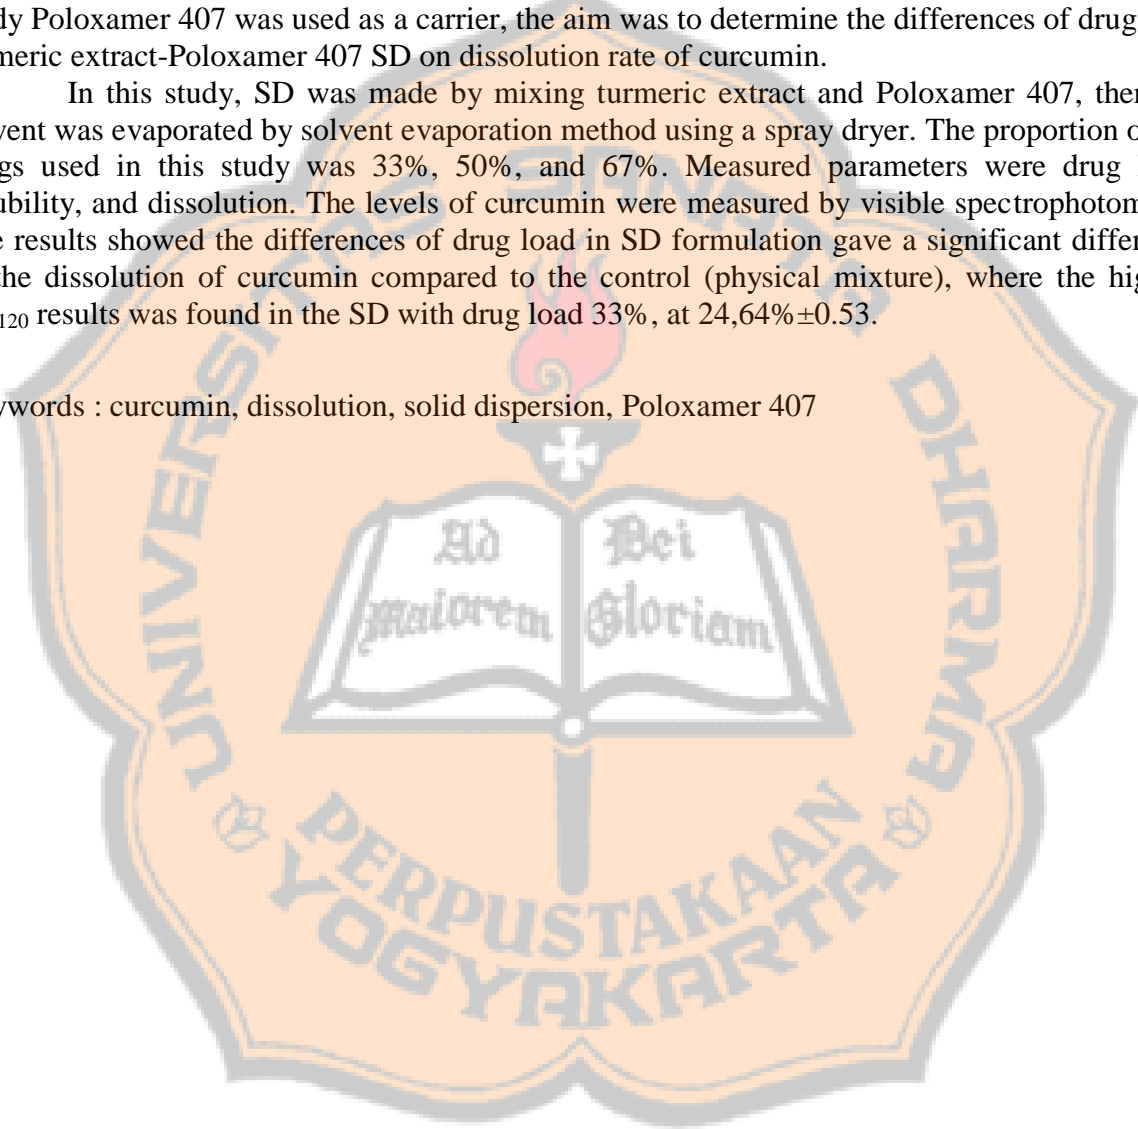 dy Poloxamer 407 was used as a carrier, the aim was to determine the differences of drug
meric extract-Poloxamer 407 SD on dissolution rate of curcumin.
In this study, SD was made by mixing turmeric extract and Poloxamer 407, then
vent was evaporated by solvent evaporation method using a spray dryer. The proportion o
gs used in this study was 33%, 50%, and 67%. Measured parameters were drug
ubility, and dissolution. The levels of curcumin were measured by visible spectrophotom
e results showed the differences of drug load in SD formulation gave a significant differ
the dissolution of curcumin compared to the control (physical mixture), where the hig
120 results was found in the SD with drug load 33%, at 24,64%±0.53.
ywords : curcumin, dissolution, solid dispersion, Poloxamer 407
UNIVERSITAS SANATA DHARMA
Ad Dei
maiorem Gloriam
PERPUSTAKAAN
YOGYAKARTA